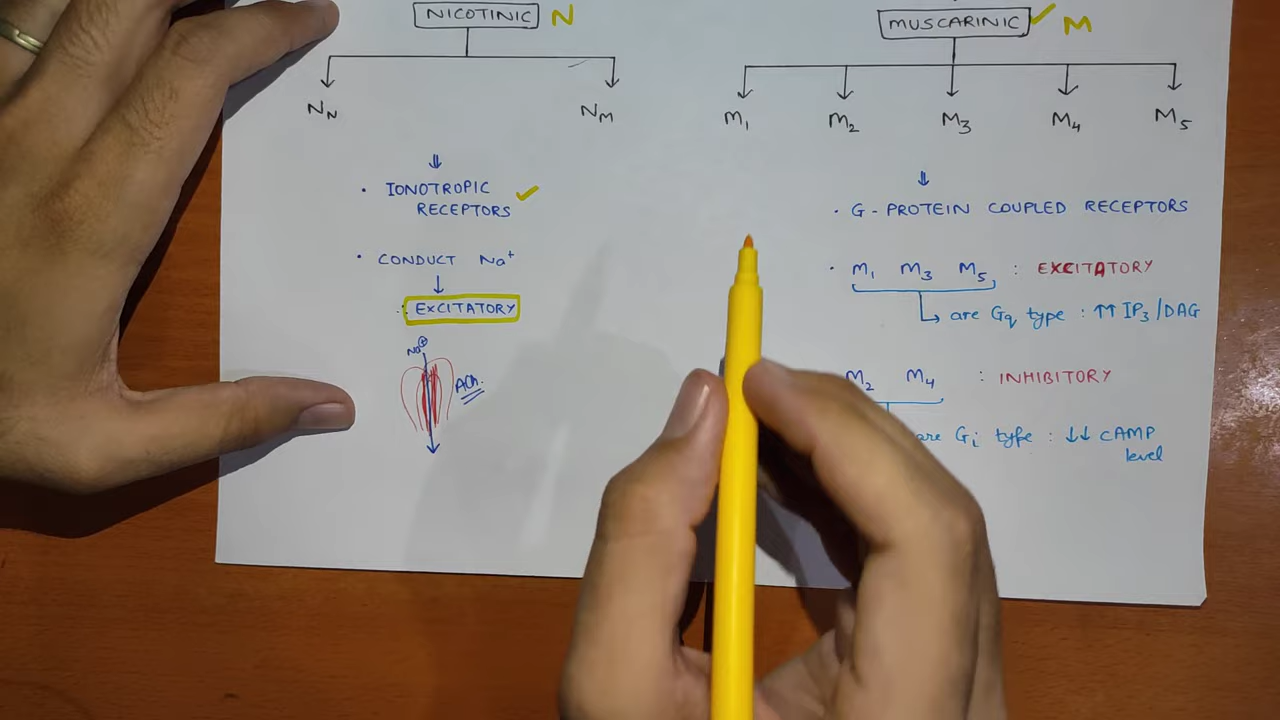 NICOTINIC N
NN NM
⇓
• IONOTROPIC ✓
RECEPTORS
• CONDUCT Na+
↓
∴ EXCITATORY
Na⊕
ACh.
MUSCARINIC ✓ M
M1 M2 M3 M4 M5
⇓
• G-PROTEIN COUPLED RECEPTORS
• M1 M3 M5 : EXCITATORY
are Gq type : ↑↑ IP3/DAG
M2 M4 : INHIBITORY
are Gi type : ↓↓ cAMP
level